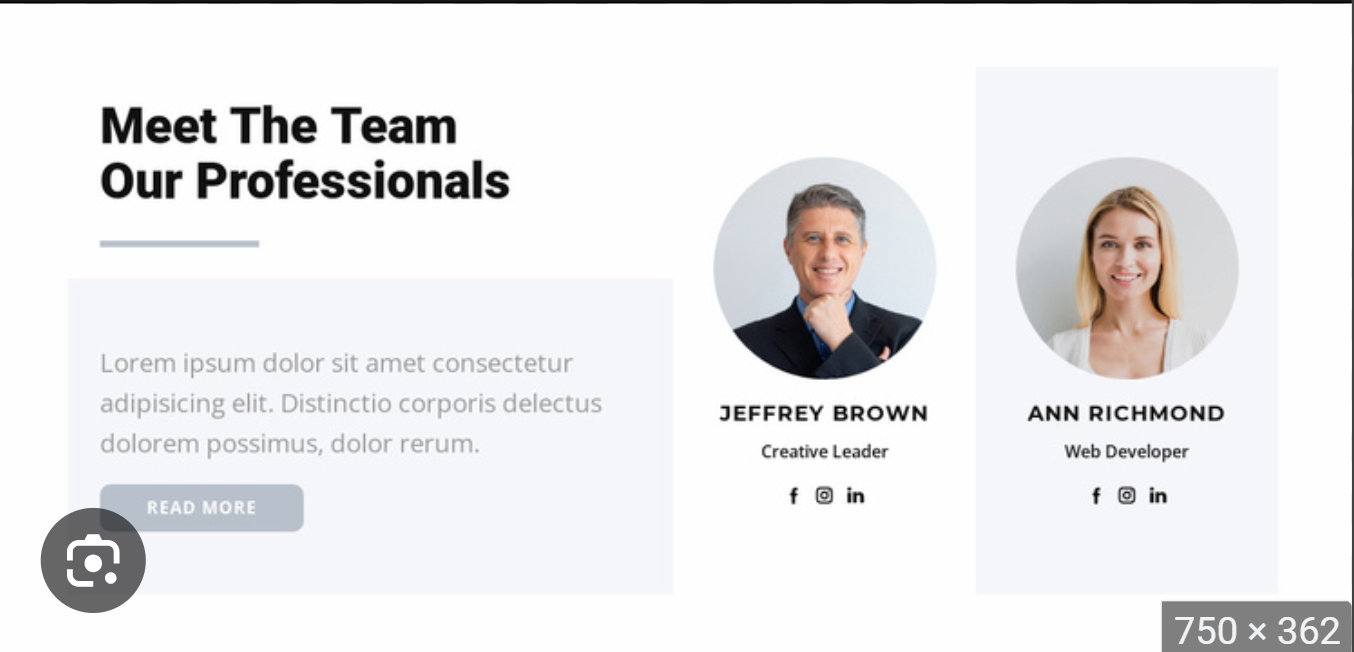 Meet The Team
Our Professionals
Lorem ipsum dolor sit amet consectetur
adipisicing elit. Distinctio corporis delectus
dolorem possimus, dolor rerum.
READ MORE
JEFFREY BROWN
Creative Leader
f in
ANN RICHMOND
Web Developer
f in
750 × 362